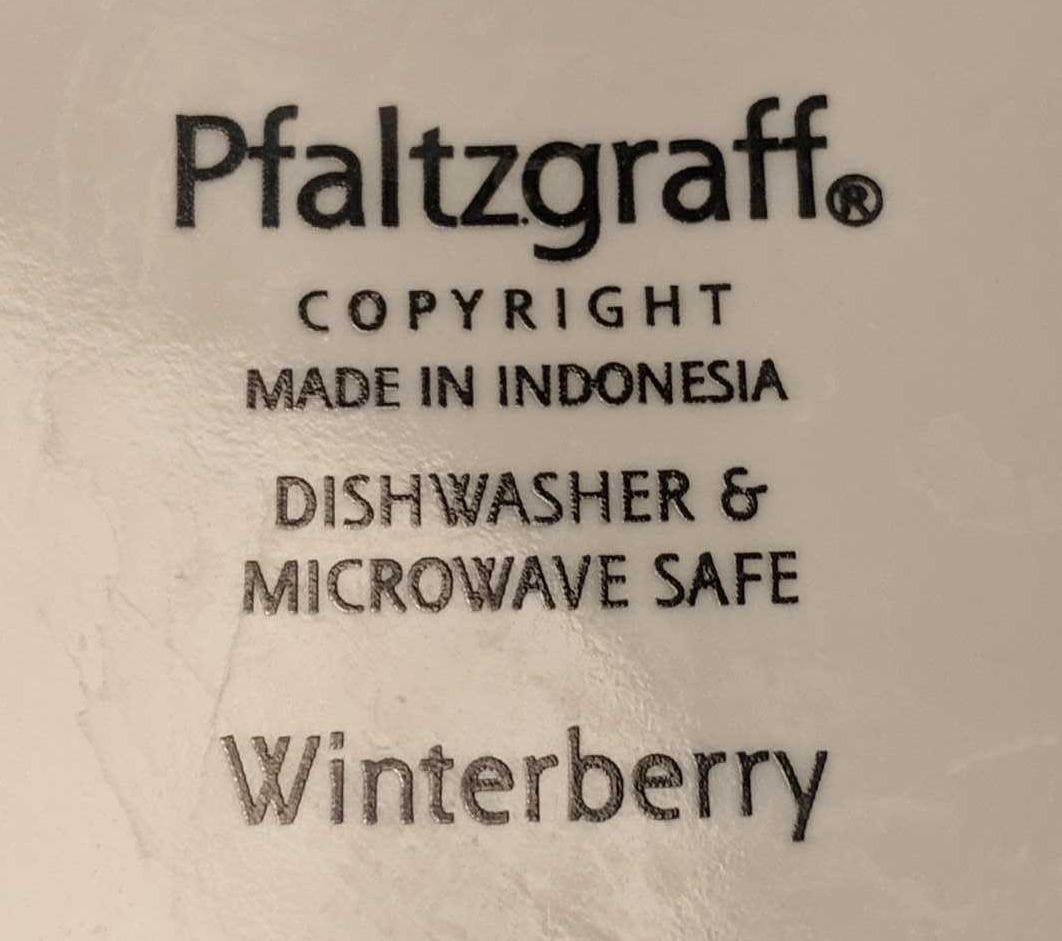 Pfaltzgraff®
COPYRIGHT
MADE IN INDONESIA
DISHWASHER &
MICROWAVE SAFE
Winterberry